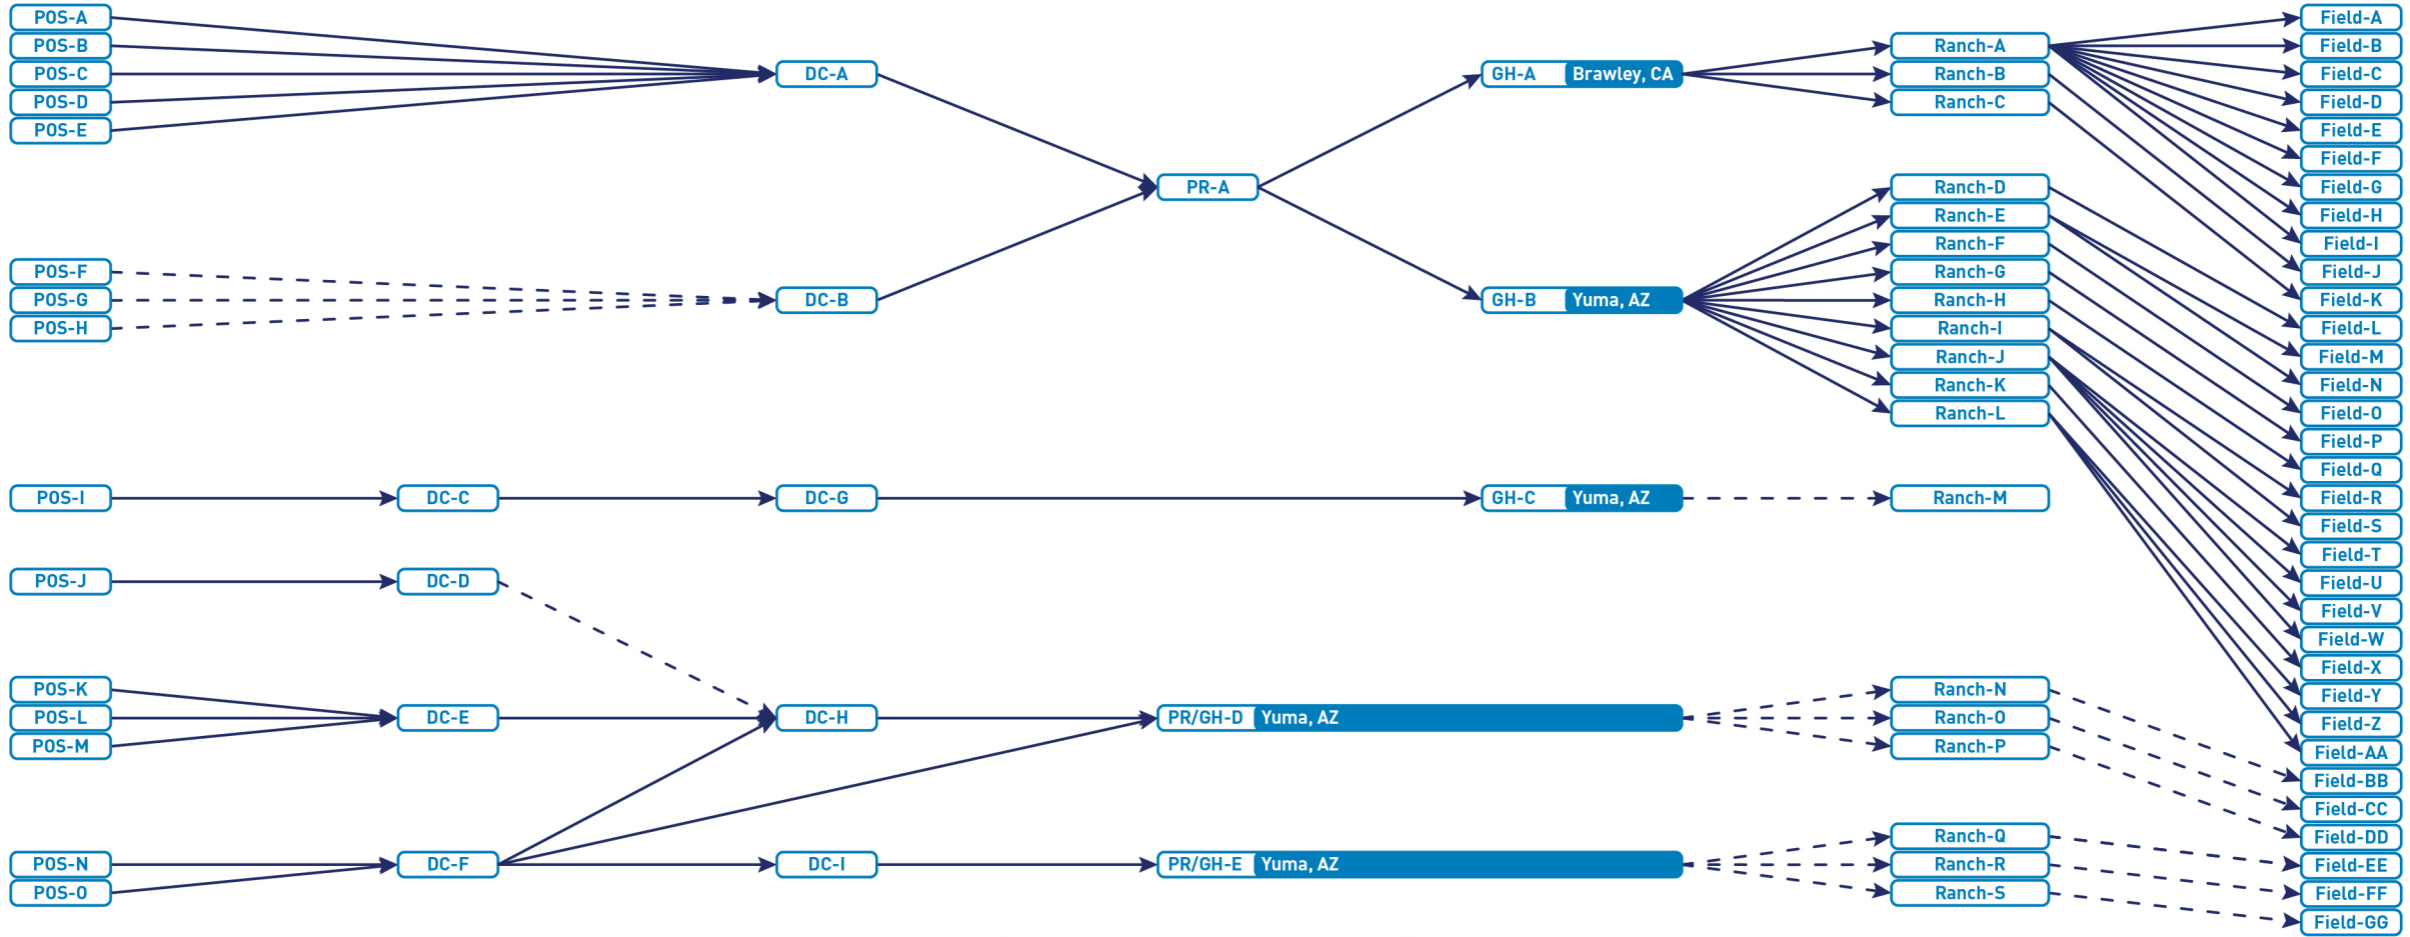 POS-A
POS-B
POS-C
POS-D
POS-E
POS-F
POS-G
POS-H
POS-I
POS-J
POS-K
POS-L
POS-M
POS-N
POS-O
DC-C
DC-D
DC-E
DC-F
DC-A
DC-B
DC-G
DC-H
DC-I
PR-A
PR/GH-D Yuma, AZ
PR/GH-E Yuma, AZ
GH-A Brawley, CA
GH-B Yuma, AZ
GH-C Yuma, AZ
Ranch-A
Ranch-B
Ranch-C
Ranch-D
Ranch-E
Ranch-F
Ranch-G
Ranch-H
Ranch-I
Ranch-J
Ranch-K
Ranch-L
Ranch-M
Ranch-N
Ranch-O
Ranch-P
Ranch-Q
Ranch-R
Ranch-S
Field-A
Field-B
Field-C
Field-D
Field-E
Field-F
Field-G
Field-H
Field-I
Field-J
Field-K
Field-L
Field-M
Field-N
Field-O
Field-P
Field-Q
Field-R
Field-S
Field-T
Field-U
Field-V
Field-W
Field-X
Field-Y
Field-Z
Field-AA
Field-BB
Field-CC
Field-DD
Field-EE
Field-FF
Field-GG